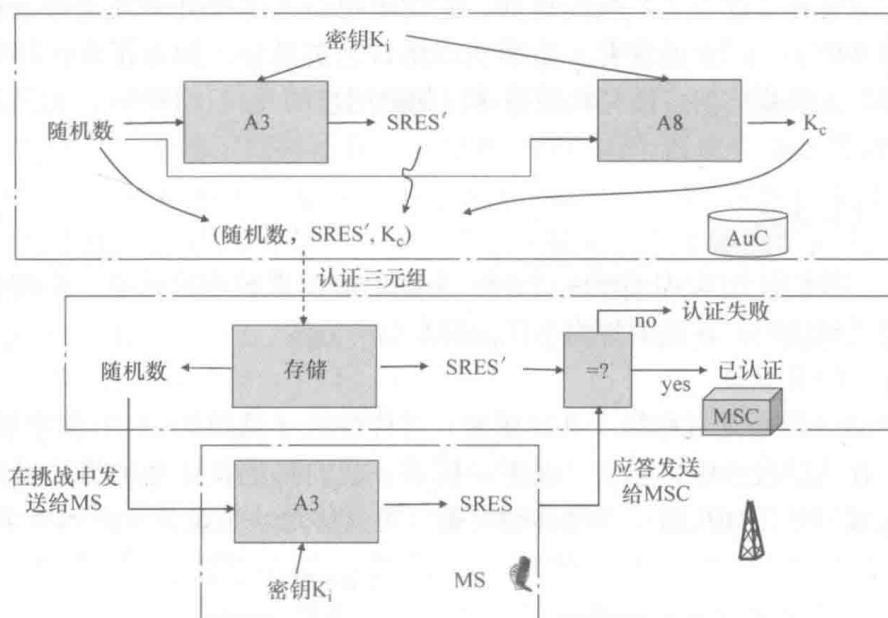 密钥Ki
随机数
A3
SRES′
A8
Kc
(随机数，SRES′, Kc)
AuC
认证三元组
no
认证失败
随机数
存储
SRES′
=?
yes
已认证
MSC
在挑战中发
送给MS
A3
SRES
应答发送
给MSC
密钥Ki
MS